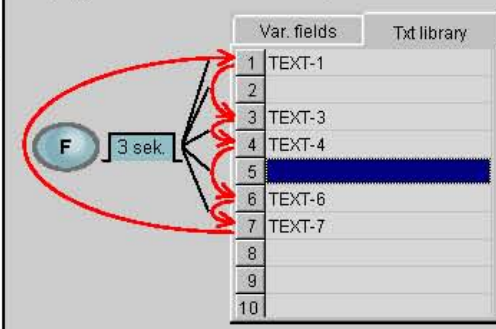 Var. fields Txt library
1 TEXT-1
2
3 TEXT-3
F 3 sek. 4 TEXT-4
5
6 TEXT-6
7 TEXT-7
8
9
10